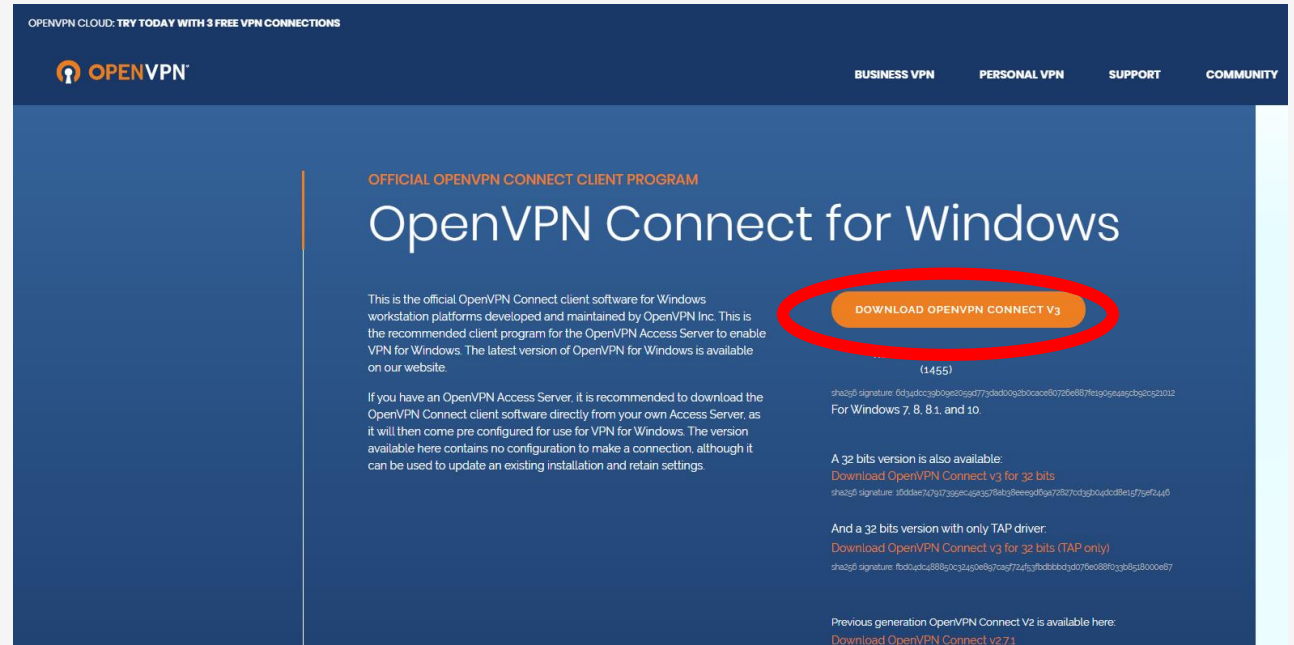 OPENVPN CLOUD: TRY TODAY WITH 3 FREE VPN CONNECTIONS
OPENVPN
BUSINESS VPN PERSONAL VPN SUPPORT COMMUNITY
OFFICIAL OPENVPN CONNECT CLIENT PROGRAM
OpenVPN Connect for Windows
This is the official OpenVPN Connect client software for Windows
workstation platforms developed and maintained by OpenVPN Inc. This is
the recommended client program for the OpenVPN Access Server to enable
VPN for Windows. The latest version of OpenVPN for Windows is available
on our website.
If you have an OpenVPN Access Server, it is recommended to download the
OpenVPN Connect client software directly from your own Access Server, as
it will then come pre configured for use for VPN for Windows. The version
available here contains no configuration to make a connection, although it
can be used to update an existing installation and retain settings.
DOWNLOAD OPENVPN CONNECT V3
(1455)
sha256 signature:
For Windows 7, 8, 8.1, and 10.
A 32 bits version is also available:
Download OpenVPN Connect v3 for 32 bits
sha256 signature:
And a 32 bits version with only TAP driver:
Download OpenVPN Connect v3 for 32 bits (TAP only)
sha256 signature:
Previous generation OpenVPN Connect V2 is available here:
Download OpenVPN Connect v2.7.1